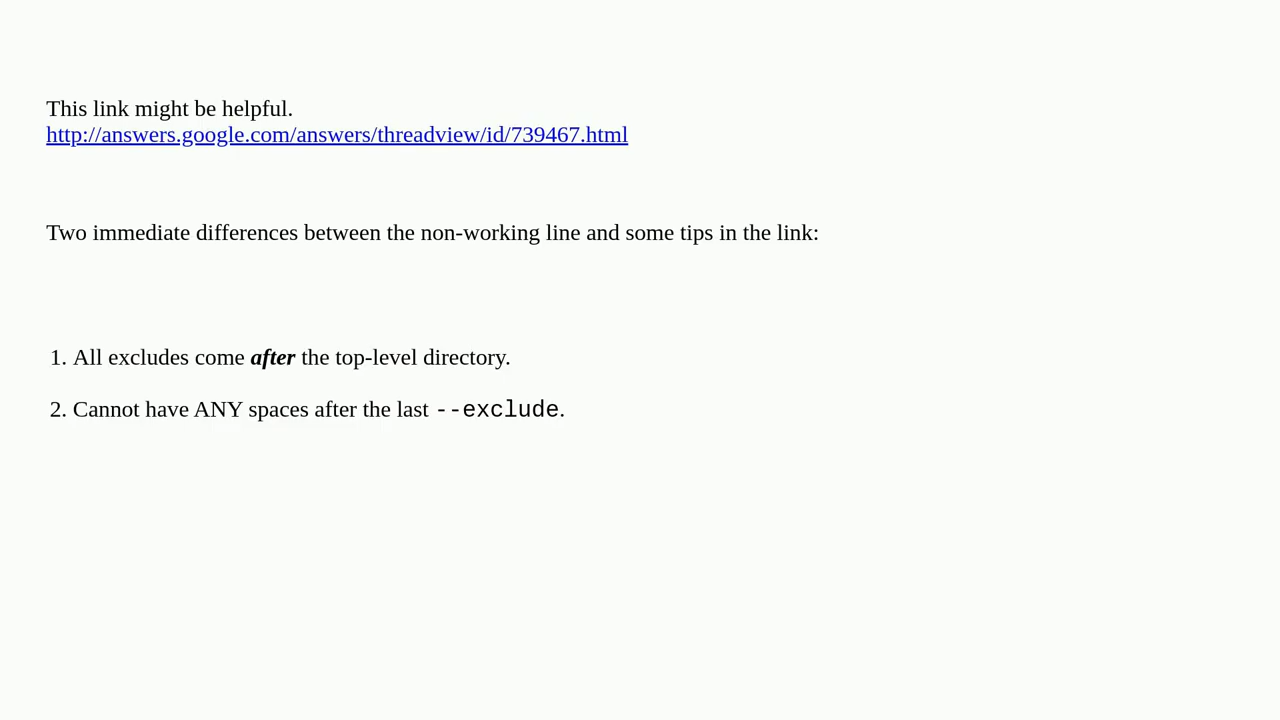 This link might be helpful.
http://answers.google.com/answers/threadview/id/739467.html
Two immediate differences between the non-working line and some tips in the link:
1. All excludes come after the top-level directory.
2. Cannot have ANY spaces after the last --exclude.